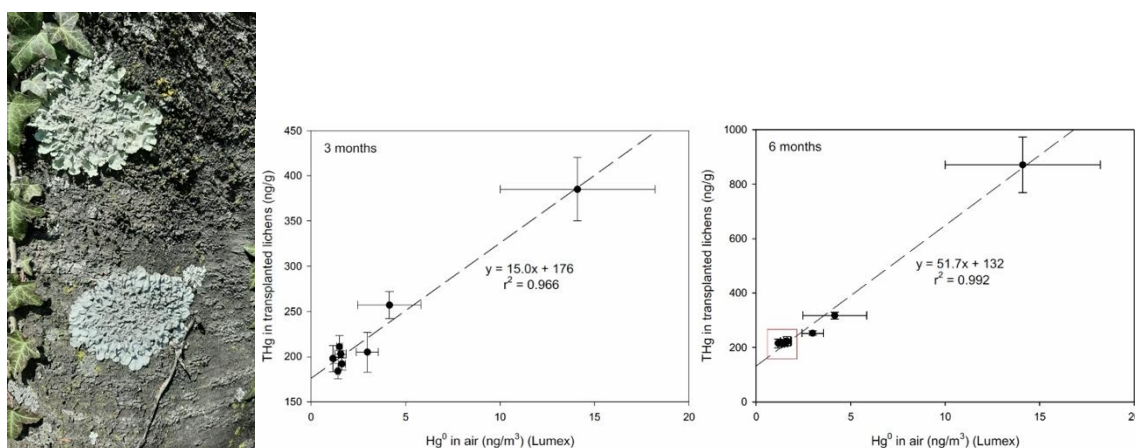 3 months
THg in transplanted lichens (ng/g)
450
400
350
300
250
200
150
y = 15.0x + 176
r² = 0.966
0
5
10
15
20
Hg⁰ in air (ng/m³) (Lumex)
6 months
THg in transplanted lichens (ng/g)
1000
800
600
400
200
0
y = 51.7x + 132
r² = 0.992
0
5
10
15
20
Hg⁰ in air (ng/m³) (Lumex)